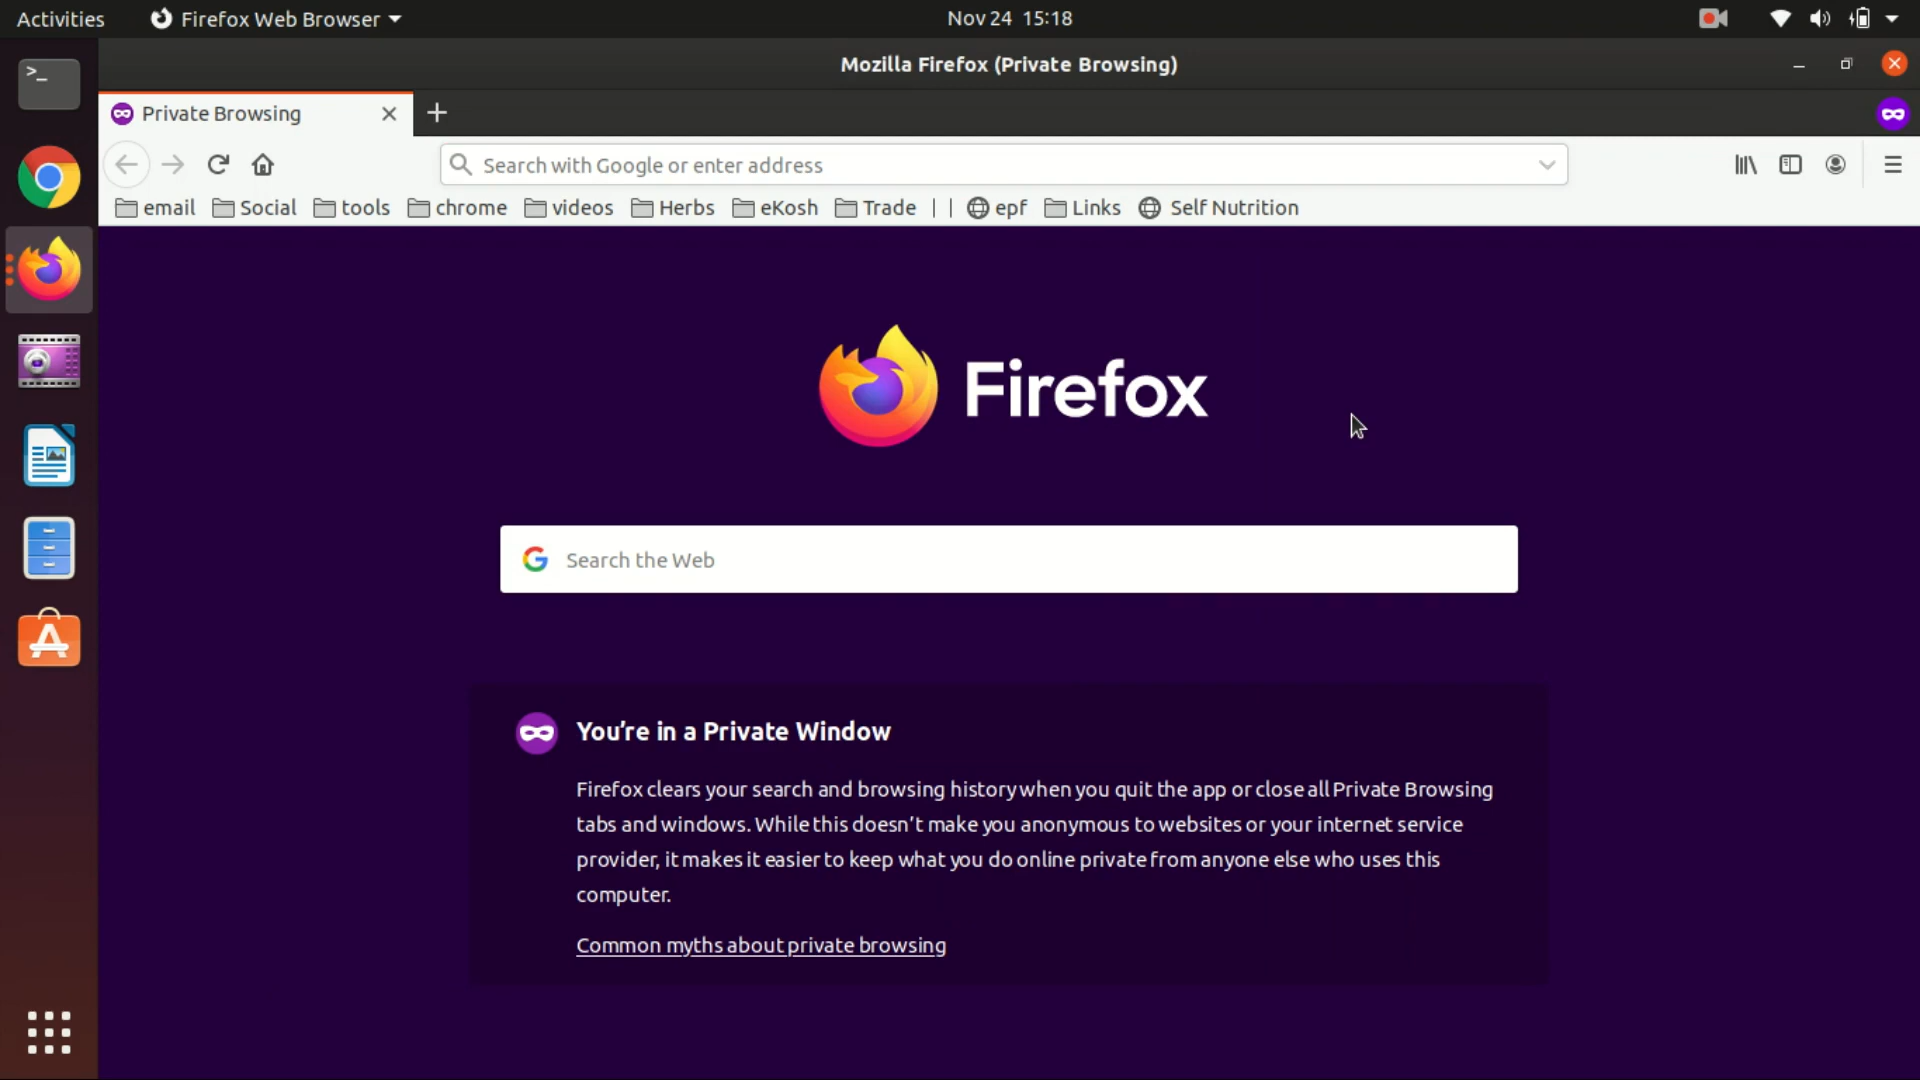 Activities Firefox Web Browser Nov 24 15:18
Mozilla Firefox (Private Browsing)
Private Browsing
Search with Google or enter address
email Social tools chrome videos Herbs eKosh Trade | | epf Links Self Nutrition
Firefox
Search the Web
You’re in a Private Window
Firefox clears your search and browsing history when you quit the app or close all Private Browsing
tabs and windows. While this doesn’t make you anonymous to websites or your internet service
provider, it makes it easier to keep what you do online private from anyone else who uses this
computer.
Common myths about private browsing